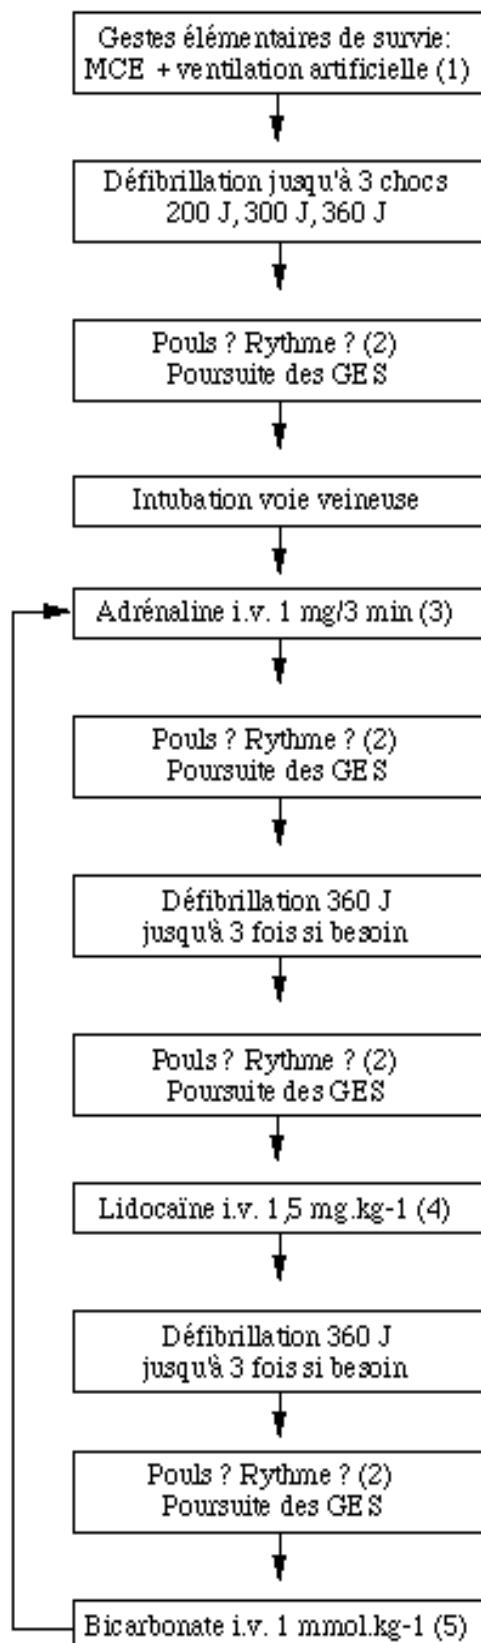 Gestes élémentaires de survie:
MCE + ventilation artificielle (1)
Défibrillation jusqu'à 3 chocs
200 J, 300 J, 360 J
Pouls ? Rythme ? (2)
Poursuite des GES
Intubation voie veineuse
Adrénaline i.v. 1 mg/3 min (3)
Pouls ? Rythme ? (2)
Poursuite des GES
Défibrillation 360 J
jusqu'à 3 fois si besoin
Pouls ? Rythme ? (2)
Poursuite des GES
Lidocaïne i.v. 1,5 mg.kg-1 (4)
Défibrillation 360 J
jusqu'à 3 fois si besoin
Pouls ? Rythme ? (2)
Poursuite des GES
Bicarbonate i.v. 1 mmol.kg-1 (5)